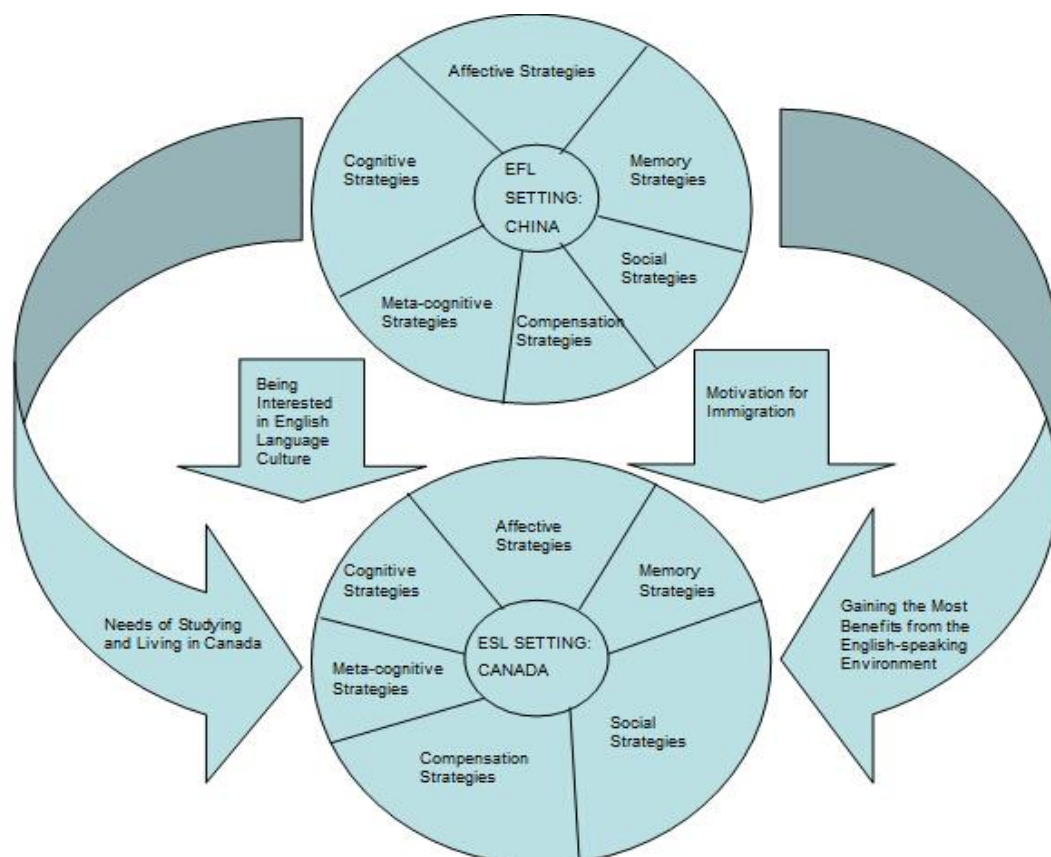 Affective Strategies
Cognitive
Strategies
EFL
SETTING:
CHINA
Memory
Strategies
Social
Strategies
Meta-cognitive
Strategies
Compensation
Strategies
Being
Interested
in English
Language
Culture
Motivation for
Immigration
Affective
Strategies
Cognitive
Strategies
Memory
Strategies
Needs of Studying
and Living in Canada
ESL SETTING:
CANADA
Gaining the Most
Benefits from the
English-speaking
Environment
Meta-cognitive
Strategies
Social
Strategies
Compensation
Strategies